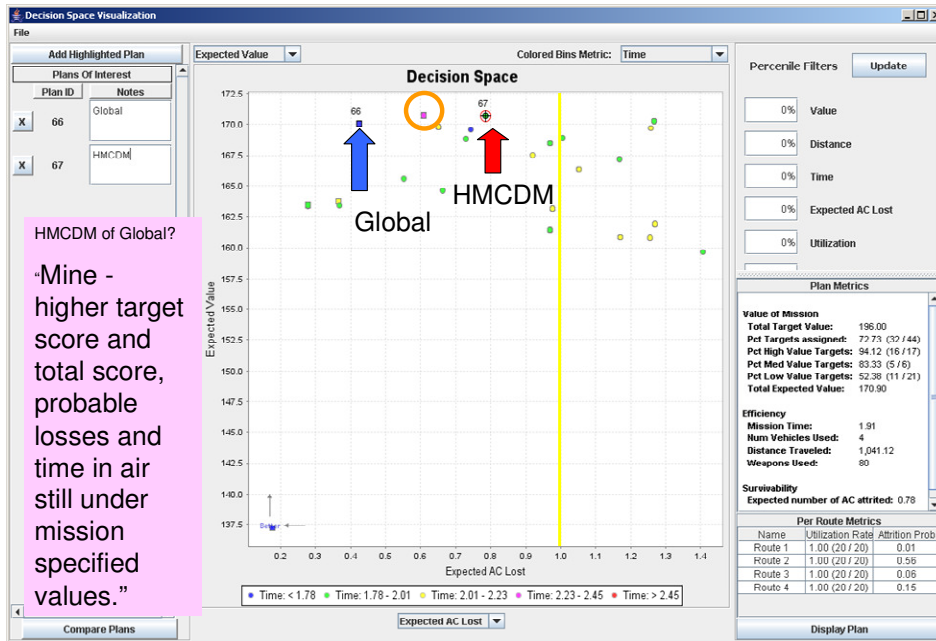 Decision Space Visualization
File
Add Highlighted Plan
Plans Of Interest
Plan ID Notes
X 66 Global
X 67 HMCDM
HMCDM of Global?
“Mine -
higher target
score and
total score,
probable
losses and
time in air
still under
mission
specified
values.”
Compare Plans
Expected Value
Colored Bins Metric: Time
Decision Space
172.5
170.0
167.5
165.0
162.5
160.0
157.5
155.0
152.5
150.0
147.5
145.0
142.5
140.0
137.5
Expected Value
66
67
Global
HMCDM
Better
0.2 0.3 0.4 0.5 0.6 0.7 0.8 0.9 1.0 1.1 1.2 1.3 1.4
Expected AC Lost
Time: < 1.78 Time: 1.78 - 2.01 Time: 2.01 - 2.23 Time: 2.23 - 2.45 Time: > 2.45
Expected AC Lost
Percenile Filters Update
0% Value
0% Distance
0% Time
0% Expected AC Lost
0% Utilization
Plan Metrics
Value of Mission
Total Target Value: 196.00
Pct Targets assigned: 72.73 (32 / 44)
Pct High Value Targets: 94.12 (16 / 17)
Pct Med Value Targets: 83.33 (5 / 6)
Pct Low Value Targets: 52.38 (11 / 21)
Total Expected Value: 170.90
Efficiency
Mission Time: 1.91
Num Vehicles Used: 4
Distance Traveled: 1,041.12
Weapons Used: 80
Survivability
Expected number of AC attrited: 0.78
Per Route Metrics
Name Utilization Rate Attrition Prob
Route 1 1.00 (20 / 20) 0.01
Route 2 1.00 (20 / 20) 0.56
Route 3 1.00 (20 / 20) 0.06
Route 4 1.00 (20 / 20) 0.15
Display Plan